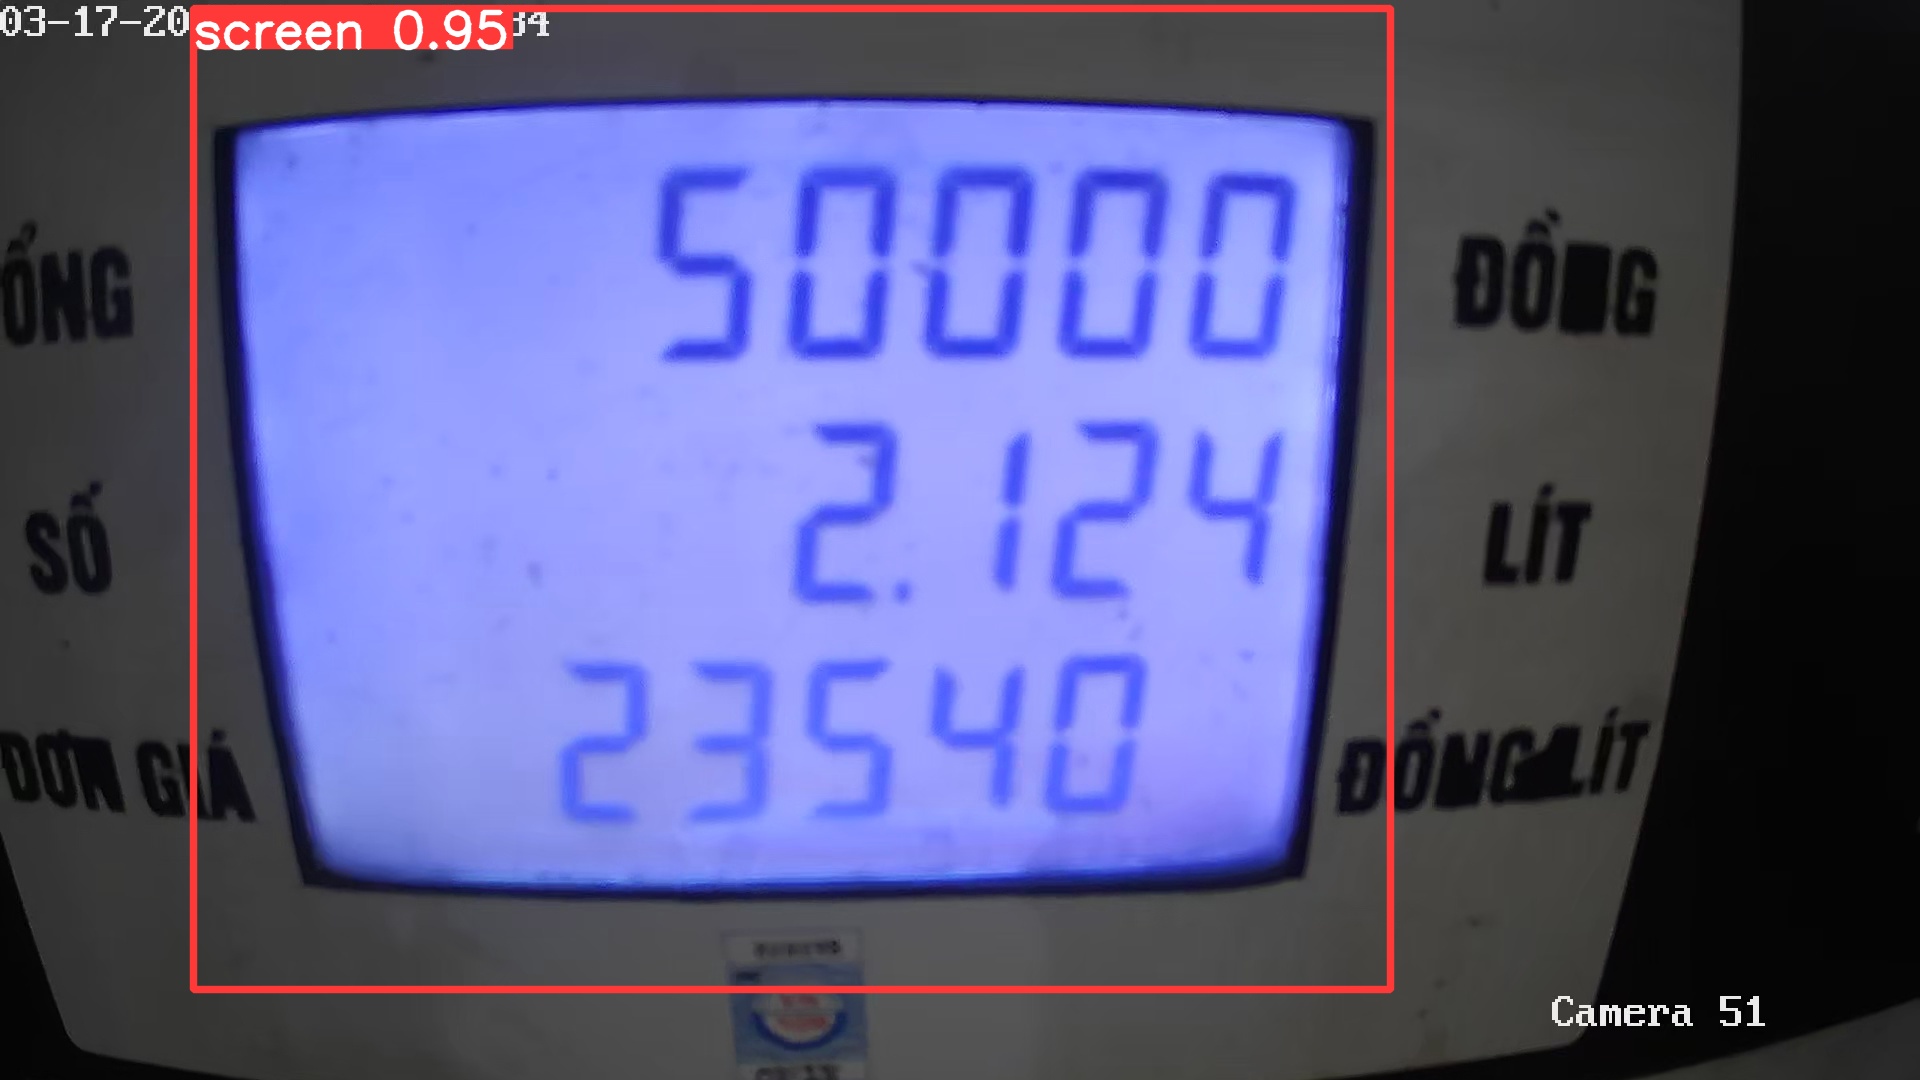 03-17-20
34
screen 0.95
50000
ỔNG
ĐỒNG
2.124
SỐ
LÍT
23540
ĐƠN GIÁ
ĐỒNG/LÍT
Camera 51